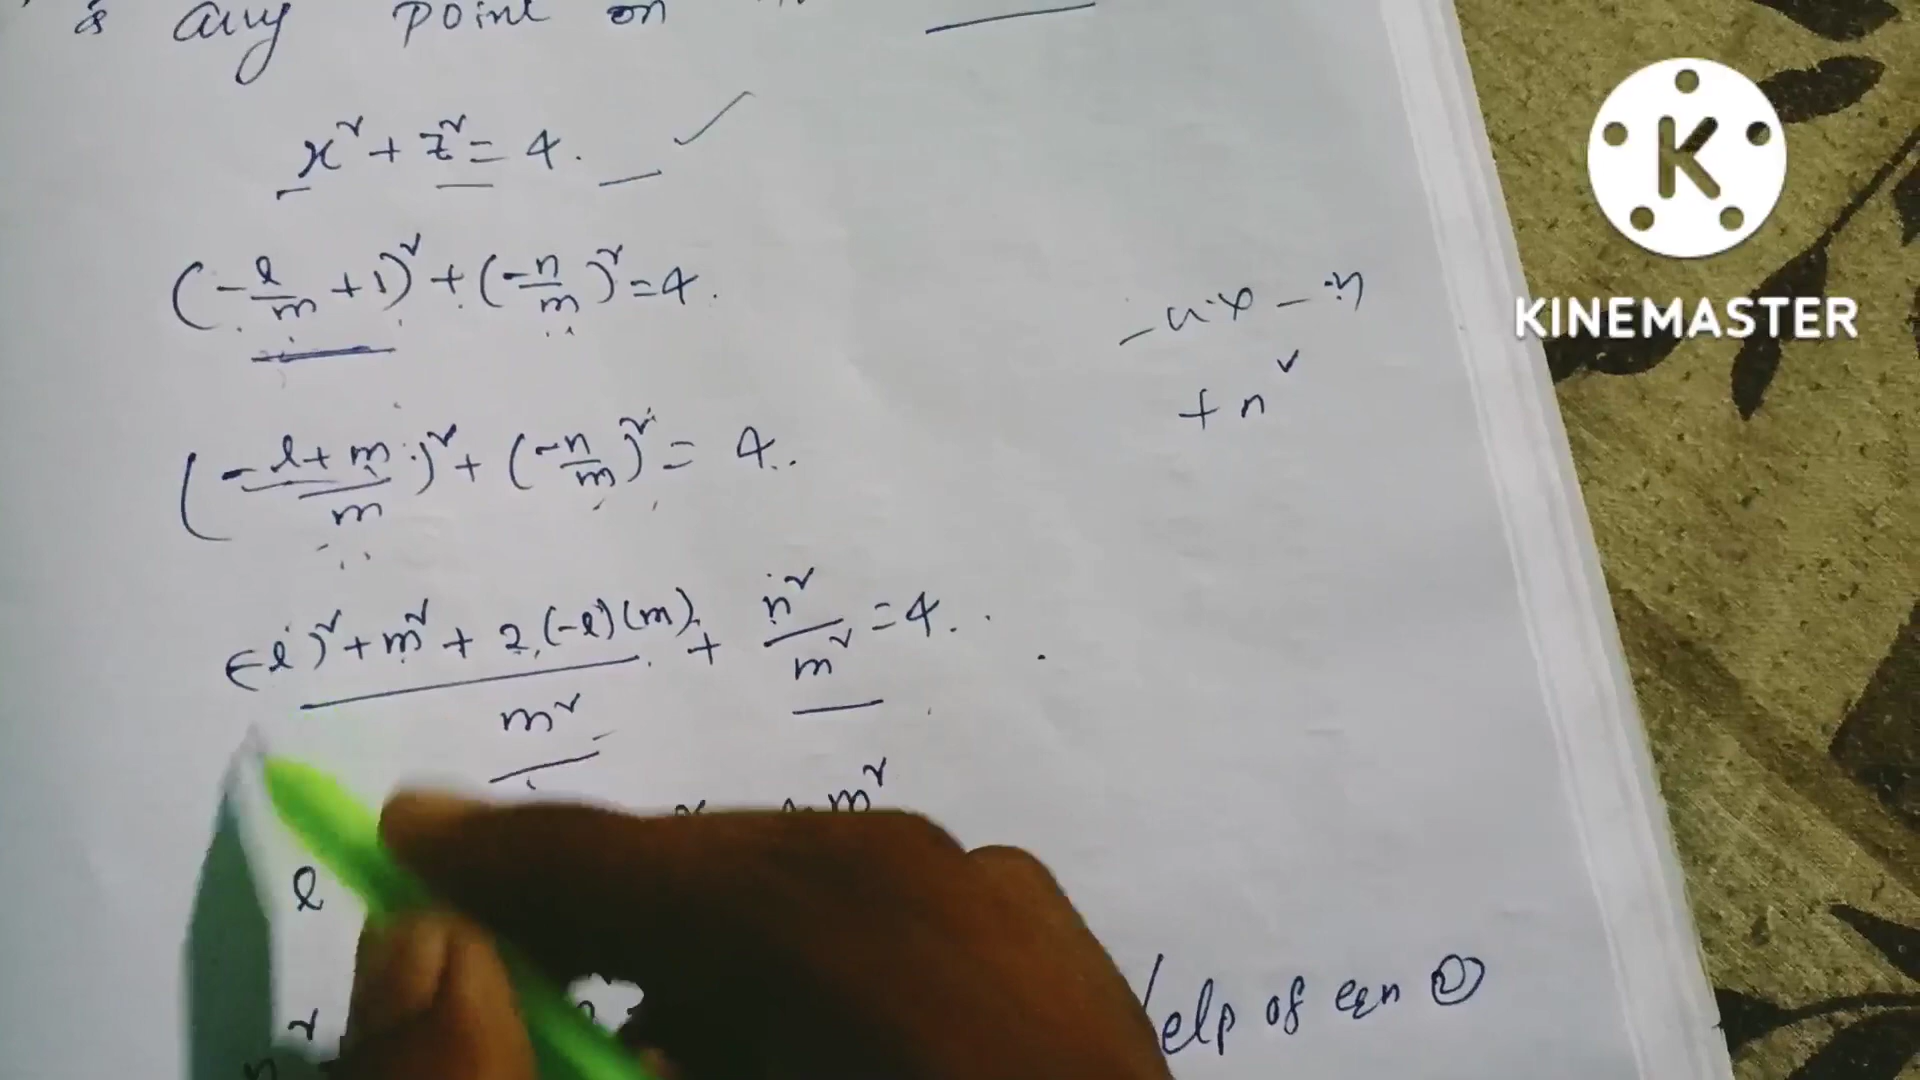 is any point on
x² + z² = 4.
(-l/m + 1)² + (-n/m)² = 4.
(-l+m/m)² + (-n/m)² = 4.
(-l)² + m² + 2.(-l)(m)/m² + n²/m² = 4.
m²
l
elp of eqn ②
-n x -n
+ n²
K
KINEMASTER